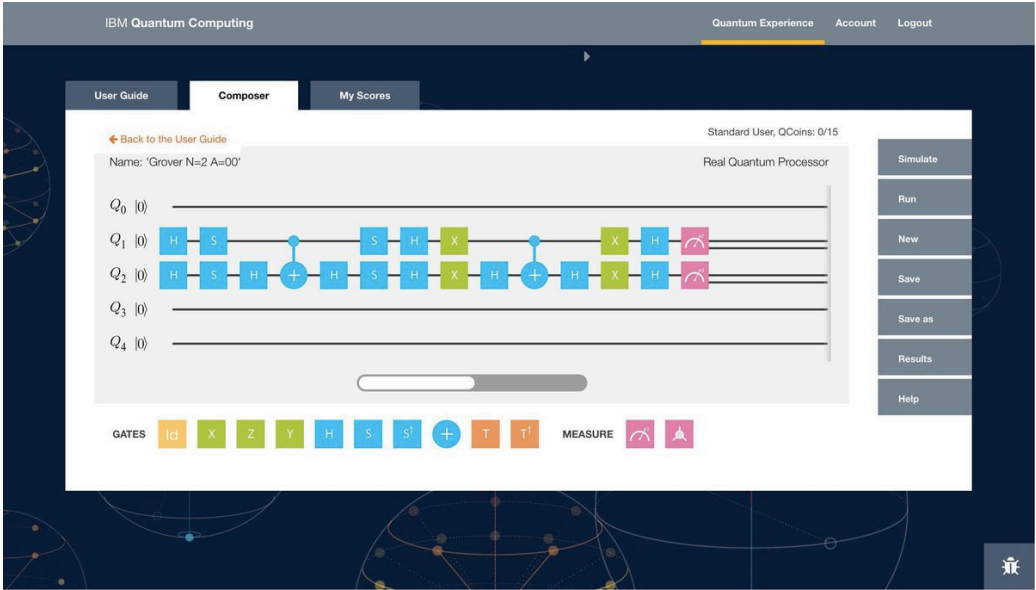 IBM Quantum Computing
Quantum Experience Account Logout
User Guide Composer My Scores
Back to the User Guide
Standard User, QCoins: 0/15
Name: 'Grover N=2 A=00'
Real Quantum Processor
Simulate
Run
New
Save
Save as
Results
Help
Q0 |0⟩
Q1 |0⟩ H S S H X X H
Q2 |0⟩ H S H + H S H X H + H X H
Q3 |0⟩
Q4 |0⟩
GATES Id X Z Y H S S† + T T† MEASURE